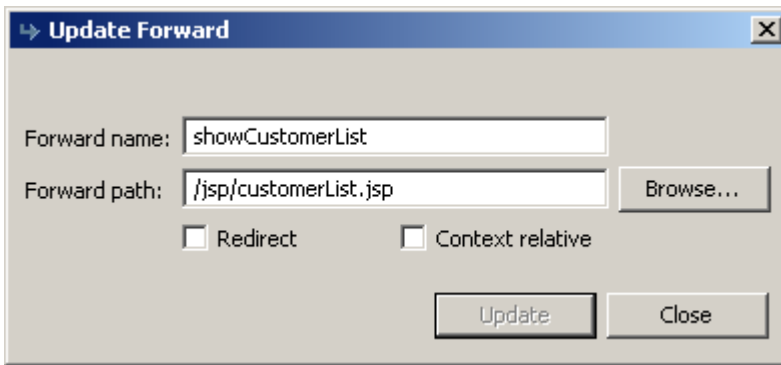 Update Forward
Forward name: showCustomerList
Forward path: /jsp/customerList.jsp Browse...
Redirect Context relative
Update Close